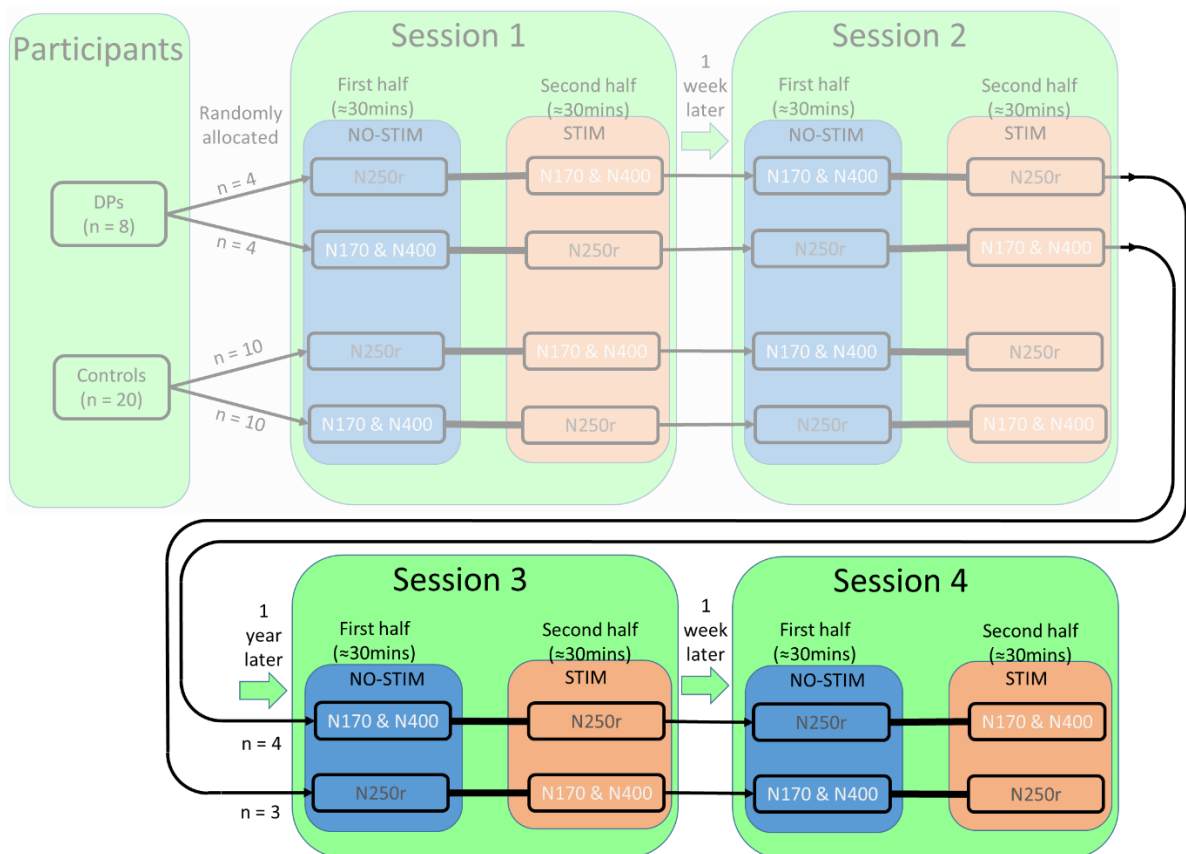 Participants
Session 1
Session 2
First half
(≈30mins)
Second half
(≈30mins)
1
week
later
First half
(≈30mins)
Second half
(≈30mins)
Randomly
allocated
NO-STIM
STIM
NO-STIM
STIM
DPs
(n = 8)
n = 4
N250r
N170 & N400
N170 & N400
N250r
n = 4
N170 & N400
N250r
N250r
N170 & N400
Controls
(n = 20)
n = 10
N250r
N170 & N400
N170 & N400
N250r
n = 10
N170 & N400
N250r
N250r
N170 & N400
Session 3
Session 4
1
year
later
First half
(≈30mins)
Second half
(≈30mins)
1
week
later
First half
(≈30mins)
Second half
(≈30mins)
NO-STIM
STIM
NO-STIM
STIM
n = 4
N170 & N400
N250r
N250r
N170 & N400
n = 3
N250r
N170 & N400
N170 & N400
N250r